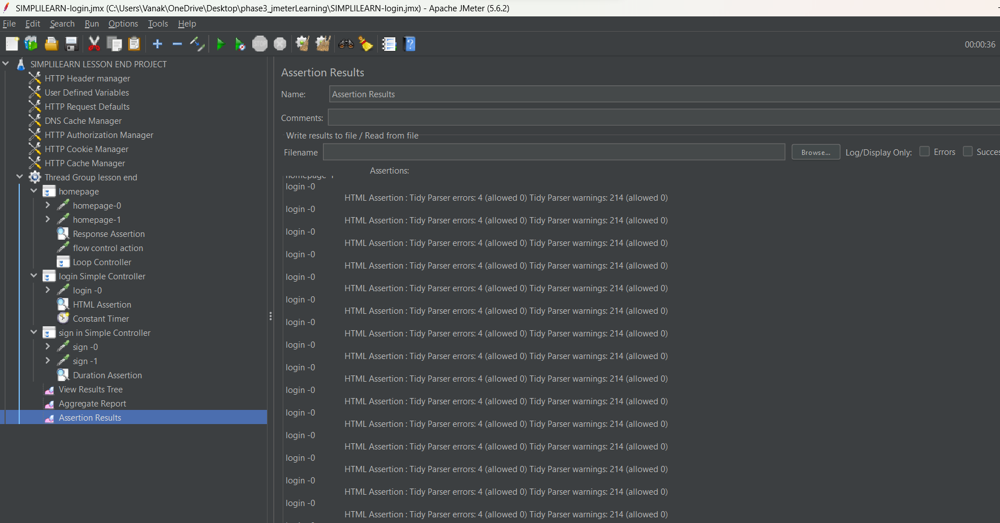 SIMPLILEARN-login.jmx (C:\Users\Vanak\OneDrive\Desktop\phase3_jmeterLearning\SIMPLILEARN-login.jmx) - Apache JMeter (5.6.2)
File Edit Search Run Options Tools Help
STOP
00:00:36
SIMPLILEARN LESSON END PROJECT
HTTP Header manager
User Defined Variables
HTTP Request Defaults
DNS Cache Manager
HTTP Authorization Manager
HTTP Cookie Manager
HTTP Cache Manager
Thread Group lesson end
homepage
homepage-0
homepage-1
Response Assertion
flow control action
Loop Controller
login Simple Controller
login -0
HTML Assertion
Constant Timer
sign in Simple Controller
sign -0
sign -1
Duration Assertion
View Results Tree
Aggregate Report
Assertion Results
Assertion Results
Name: Assertion Results
Comments:
Write results to file / Read from file
Filename Browse... Log/Display Only: Errors Succes
Assertions:
homepage-1
login -0
HTML Assertion : Tidy Parser errors: 4 (allowed 0) Tidy Parser warnings: 214 (allowed 0)
login -0
HTML Assertion : Tidy Parser errors: 4 (allowed 0) Tidy Parser warnings: 214 (allowed 0)
login -0
HTML Assertion : Tidy Parser errors: 4 (allowed 0) Tidy Parser warnings: 214 (allowed 0)
login -0
HTML Assertion : Tidy Parser errors: 4 (allowed 0) Tidy Parser warnings: 214 (allowed 0)
login -0
HTML Assertion : Tidy Parser errors: 4 (allowed 0) Tidy Parser warnings: 214 (allowed 0)
login -0
HTML Assertion : Tidy Parser errors: 4 (allowed 0) Tidy Parser warnings: 214 (allowed 0)
login -0
HTML Assertion : Tidy Parser errors: 4 (allowed 0) Tidy Parser warnings: 214 (allowed 0)
login -0
HTML Assertion : Tidy Parser errors: 4 (allowed 0) Tidy Parser warnings: 214 (allowed 0)
login -0
HTML Assertion : Tidy Parser errors: 4 (allowed 0) Tidy Parser warnings: 214 (allowed 0)
login -0
HTML Assertion : Tidy Parser errors: 4 (allowed 0) Tidy Parser warnings: 214 (allowed 0)
login -0
HTML Assertion : Tidy Parser errors: 4 (allowed 0) Tidy Parser warnings: 214 (allowed 0)
login -0
HTML Assertion : Tidy Parser errors: 4 (allowed 0) Tidy Parser warnings: 214 (allowed 0)
login -0
HTML Assertion : Tidy Parser errors: 4 (allowed 0) Tidy Parser warnings: 214 (allowed 0)
login -0
HTML Assertion : Tidy Parser errors: 4 (allowed 0) Tidy Parser warnings: 214 (allowed 0)
login -0
HTML Assertion : Tidy Parser errors: 4 (allowed 0) Tidy Parser warnings: 214 (allowed 0)